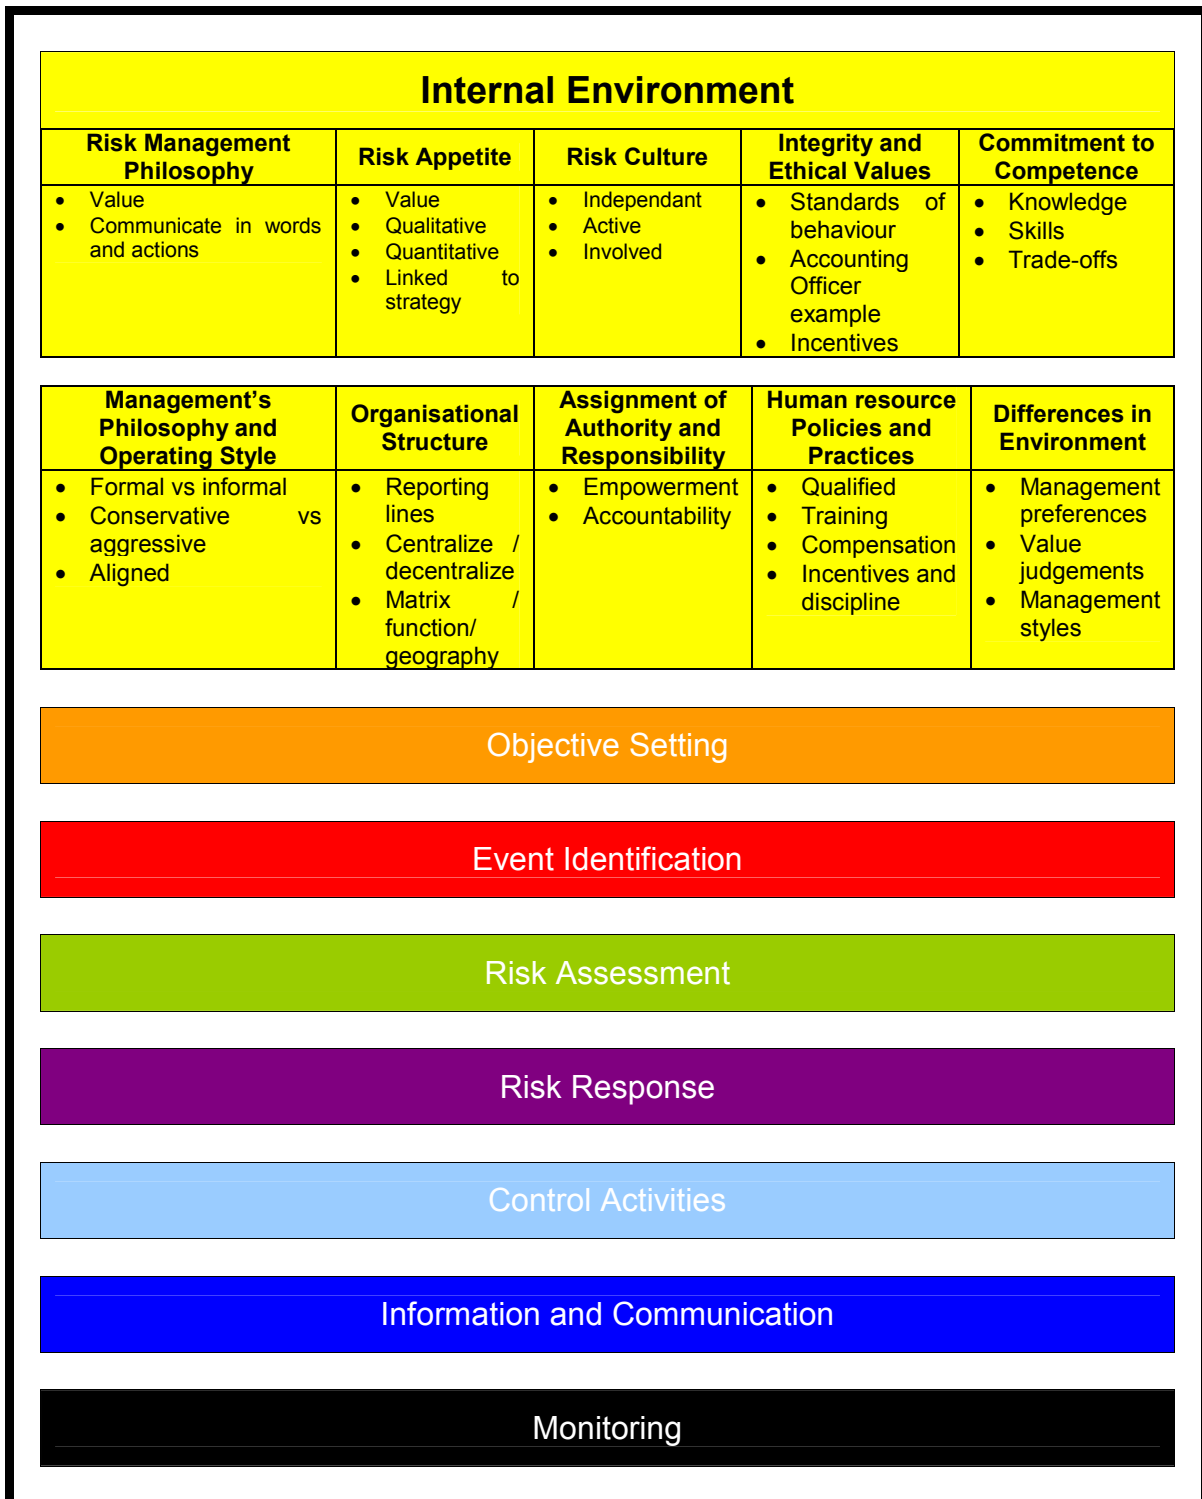 Internal Environment
Risk Management
Philosophy
Risk Appetite
Risk Culture
Integrity and
Ethical Values
Commitment to
Competence
• Value
• Communicate in words
and actions
• Value
• Qualitative
• Quantitative
• Linked to
strategy
• Independant
• Active
• Involved
• Standards of
behaviour
• Accounting
Officer
example
• Incentives
• Knowledge
• Skills
• Trade-offs
Management’s
Philosophy and
Operating Style
Organisational
Structure
Assignment of
Authority and
Responsibility
Human resource
Policies and
Practices
Differences in
Environment
• Formal vs informal
• Conservative vs
aggressive
• Aligned
• Reporting
lines
• Centralize /
decentralize
• Matrix /
function/
geography
• Empowerment
• Accountability
• Qualified
• Training
• Compensation
• Incentives and
discipline
• Management
preferences
• Value
judgements
• Management
styles
Objective Setting
Event Identification
Risk Assessment
Risk Response
Control Activities
Information and Communication
Monitoring